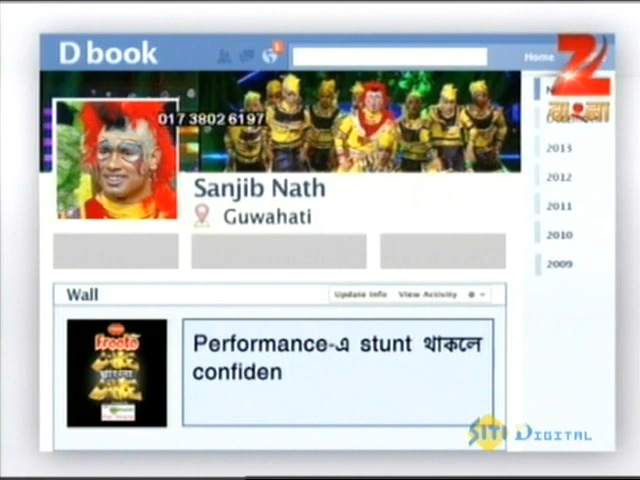 D book
Home
017 3802 6197
বাংলা
Sanjib Nath
Guwahati
2013
2012
2011
2010
2009
Wall
Update Info
View Activity
Frooto
Performance-এ stunt থাকলে
confiden
SITI DIGITAL